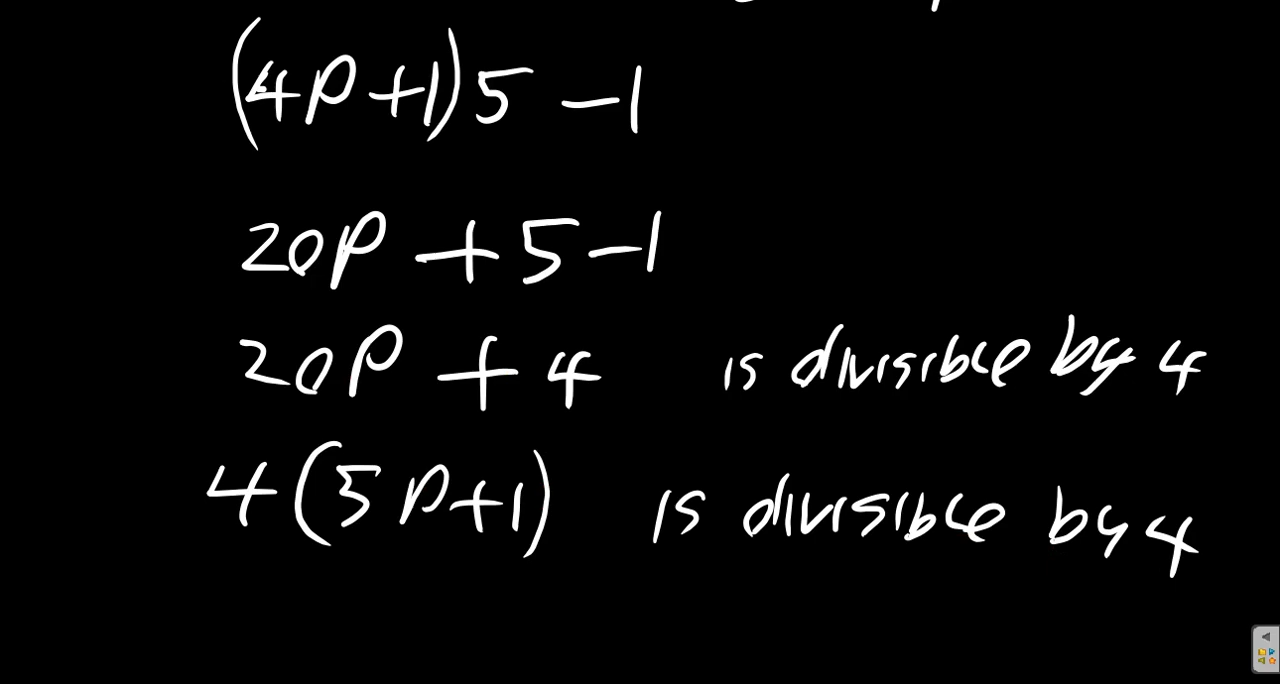 (4P+1)5-1
20P+5-1
20P+4 is divisible by 4
4(5P+1) is divisible by 4